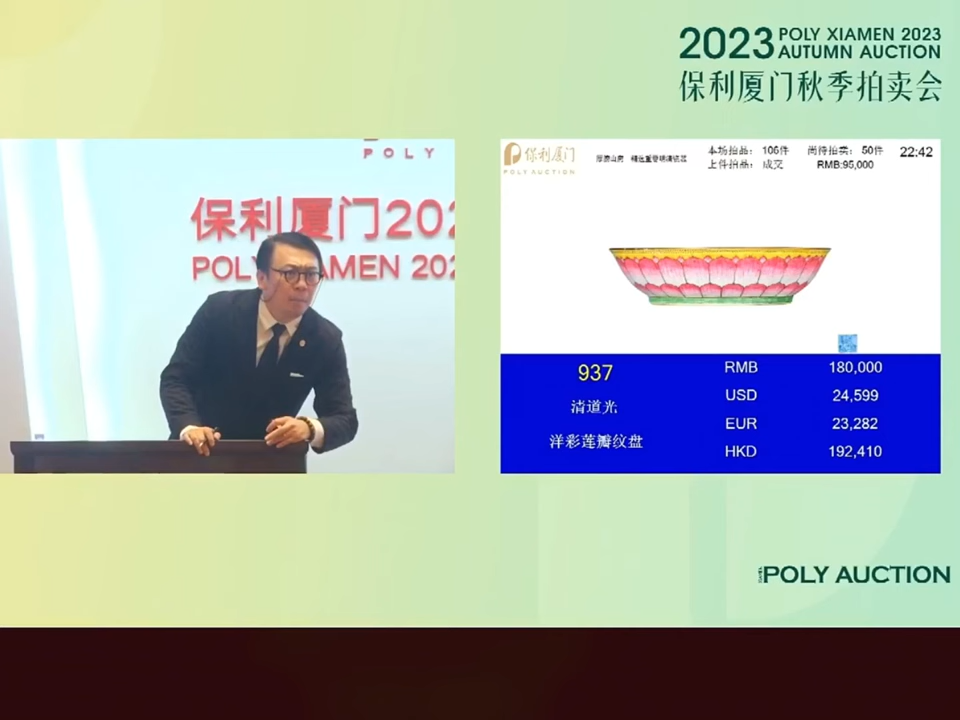 2023 POLY XIAMEN 2023
AUTUMN AUCTION
保利厦门秋季拍卖会
POLY
保利厦门202
POLY XIAMEN 202
保利厦门
POLY AUCTION
本场拍品: 106件
尚待拍卖: 50件
22:42
上件拍品: 成交
RMB:95,000
937
清道光
洋彩莲瓣纹盘
RMB 180,000
USD 24,599
EUR 23,282
HKD 192,410
POLY AUCTION